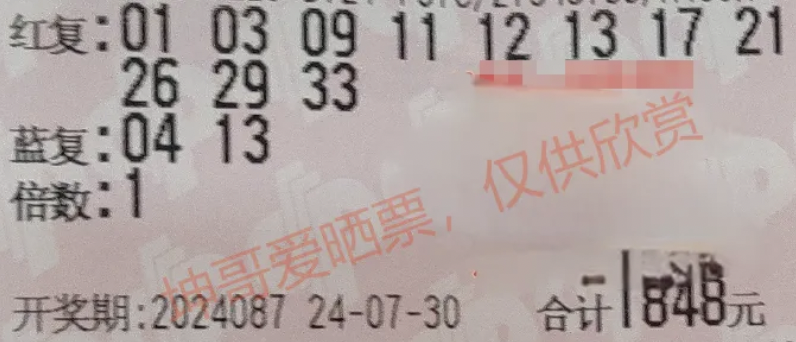 红复:01 03 09 11 12 13 17 21
26 29 33
蓝复:04 13
倍数:1
坤哥爱晒票，仅供欣赏
开奖期:2024087 24-07-30 合计1848元